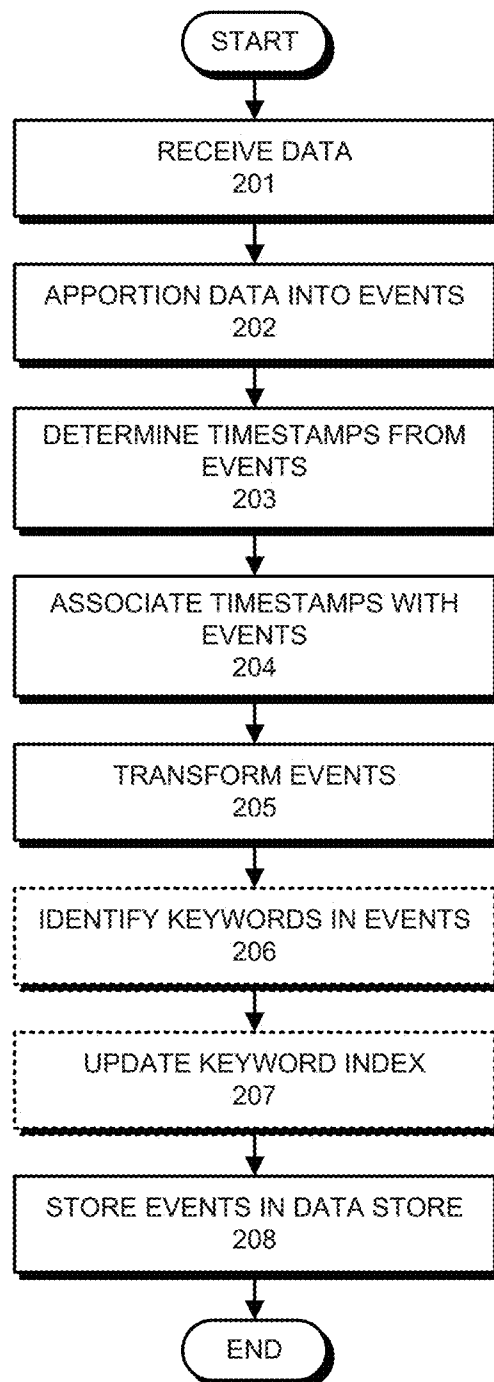 START
RECEIVE DATA
201
APPORTION DATA INTO EVENTS
202
DETERMINE TIMESTAMPS FROM
EVENTS
203
ASSOCIATE TIMESTAMPS WITH
EVENTS
204
TRANSFORM EVENTS
205
IDENTIFY KEYWORDS IN EVENTS
206
UPDATE KEYWORD INDEX
207
STORE EVENTS IN DATA STORE
208
END